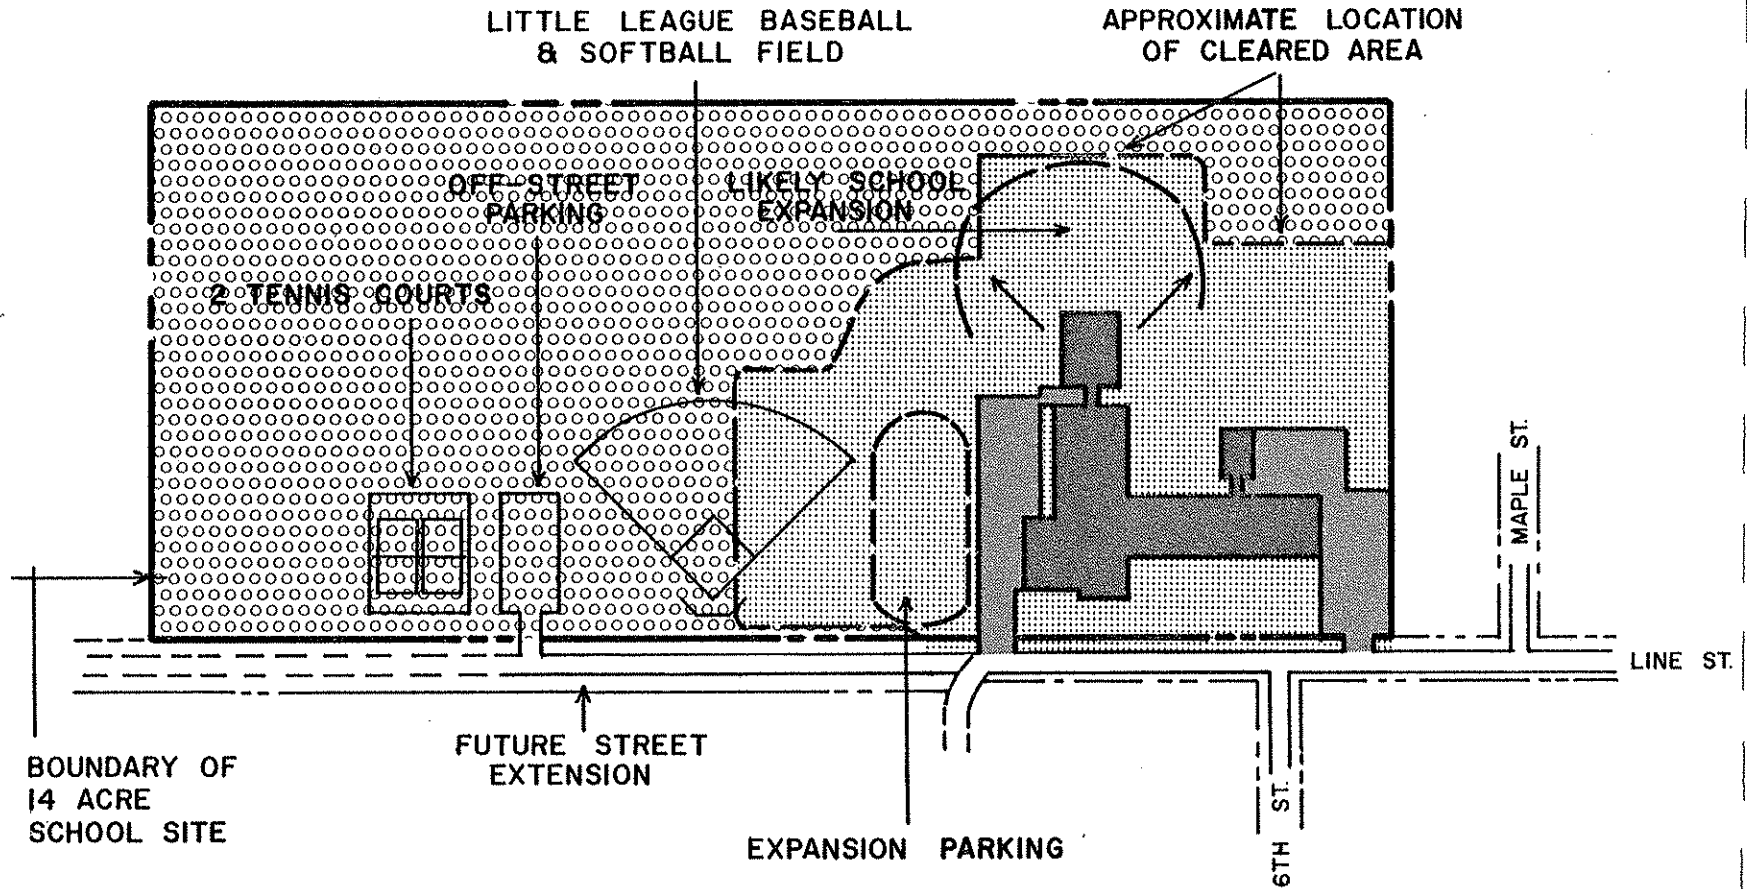 LITTLE LEAGUE BASEBALL
& SOFTBALL FIELD
APPROXIMATE LOCATION
OF CLEARED AREA
OFF-STREET
PARKING
LIKELY SCHOOL
EXPANSION
2 TENNIS COURTS
MAPLE ST.
LINE ST.
6TH ST.
FUTURE STREET
EXTENSION
BOUNDARY OF
14 ACRE
SCHOOL SITE
EXPANSION PARKING